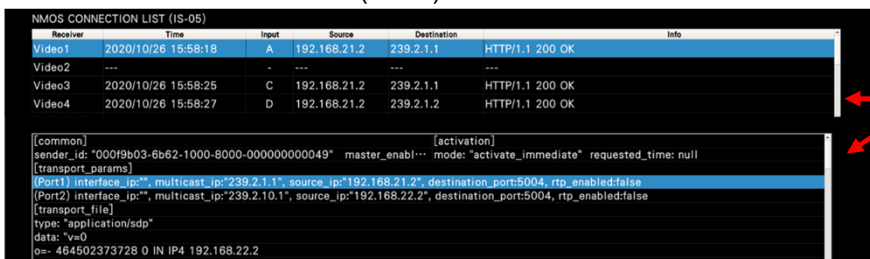 NMOS CONNECTION LIST (IS-05)
Receiver Time Input Source Destination Info
Video1 2020/10/26 15:58:18 A 192.168.21.2 239.2.1.1 HTTP/1.1 200 OK
Video2 --- - --- --- ---
Video3 2020/10/26 15:58:25 C 192.168.21.2 239.2.1.1 HTTP/1.1 200 OK
Video4 2020/10/26 15:58:27 D 192.168.21.2 239.2.1.2 HTTP/1.1 200 OK
[common] [activation]
sender_id: "000f9b03-6b62-1000-8000-000000000049" master_enabl··· mode: "activate_immediate" requested_time: null
[transport_params]
(Port1) interface_ip:"", multicast_ip:"239.2.1.1", source_ip:"192.168.21.2", destination_port:5004, rtp_enabled:false
(Port2) interface_ip:"", multicast_ip:"239.2.10.1", source_ip:"192.168.22.2", destination_port:5004, rtp_enabled:false
[transport_file]
type: "application/sdp"
data: "v=0
o=- 464502373728 0 IN IP4 192.168.22.2